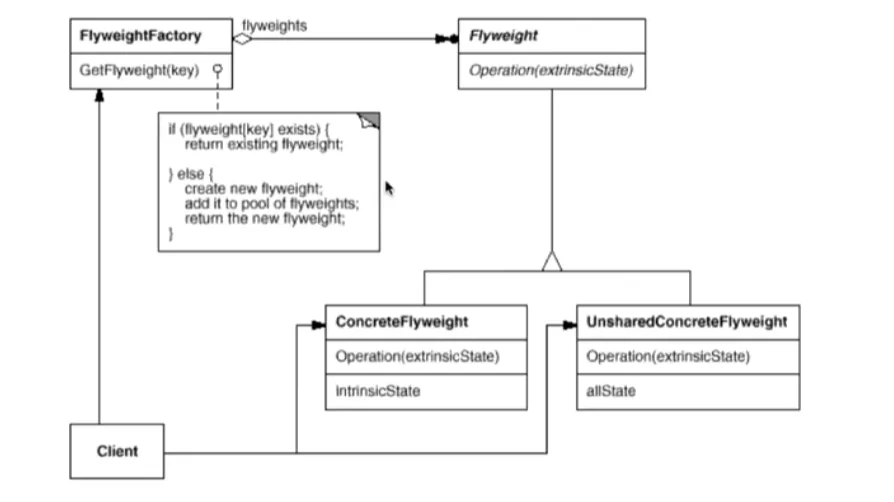 flyweights
FlyweightFactory
GetFlyweight(key)
Flyweight
Operation(extrinsicState)
if (flyweight[key] exists) {
return existing flyweight;
} else {
create new flyweight;
add it to pool of flyweights;
return the new flyweight;
}
ConcreteFlyweight
Operation(extrinsicState)
intrinsicState
UnsharedConcreteFlyweight
Operation(extrinsicState)
allState
Client